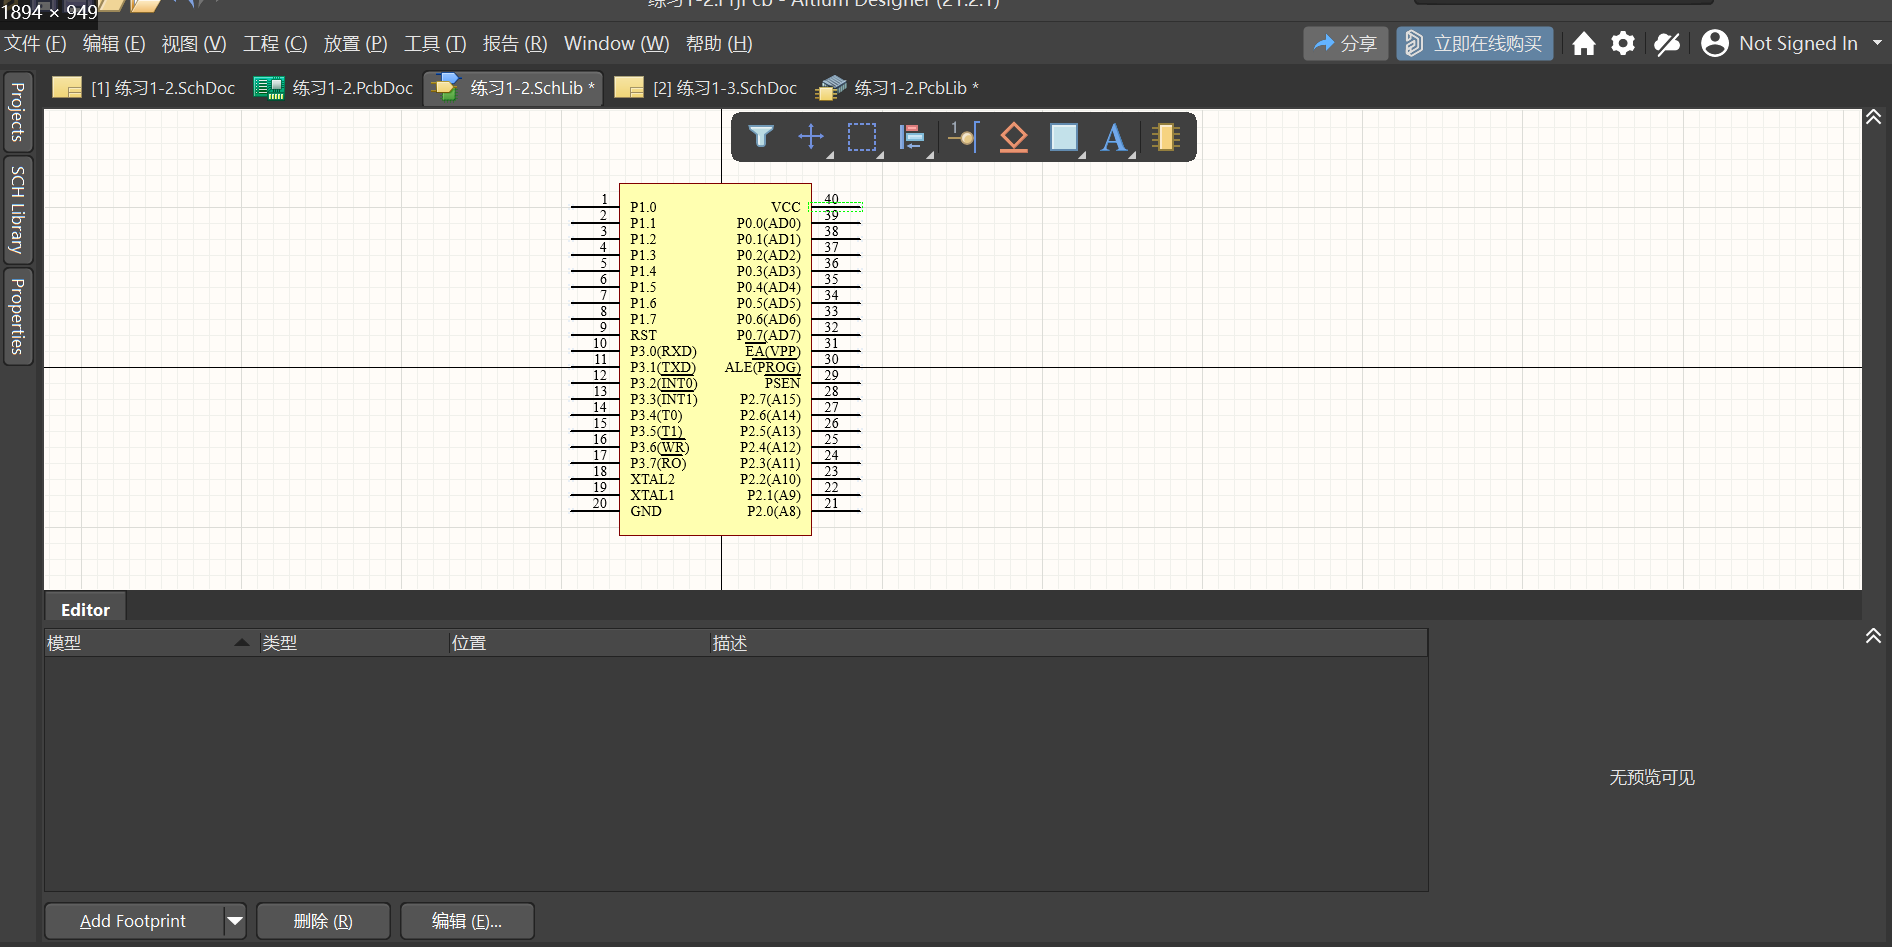 1894 × 949
练习1-2.PrjPcb - Altium Designer (21.2.1)
文件 (F) 编辑 (E) 视图 (V) 工程 (C) 放置 (P) 工具 (T) 报告 (R) Window (W) 帮助 (H) 分享 立即在线购买 Not Signed In
[1] 练习1-2.SchDoc 练习1-2.PcbDoc 练习1-2.SchLib * [2] 练习1-3.SchDoc 练习1-2.PcbLib *
Projects
SCH Library
Properties
1 P1.0 VCC 40
2 P1.1 P0.0(AD0) 39
3 P1.2 P0.1(AD1) 38
4 P1.3 P0.2(AD2) 37
5 P1.4 P0.3(AD3) 36
6 P1.5 P0.4(AD4) 35
7 P1.6 P0.5(AD5) 34
8 P1.7 P0.6(AD6) 33
9 RST P0.7(AD7) 32
10 P3.0(RXD) EA(VPP) 31
11 P3.1(TXD) ALE(PROG) 30
12 P3.2(INT0) PSEN 29
13 P3.3(INT1) P2.7(A15) 28
14 P3.4(T0) P2.6(A14) 27
15 P3.5(T1) P2.5(A13) 26
16 P3.6(WR) P2.4(A12) 25
17 P3.7(RO) P2.3(A11) 24
18 XTAL2 P2.2(A10) 23
19 XTAL1 P2.1(A9) 22
20 GND P2.0(A8) 21
Editor
模型 类型 位置 描述
无预览可见
Add Footprint 删除 (R) 编辑 (E)...